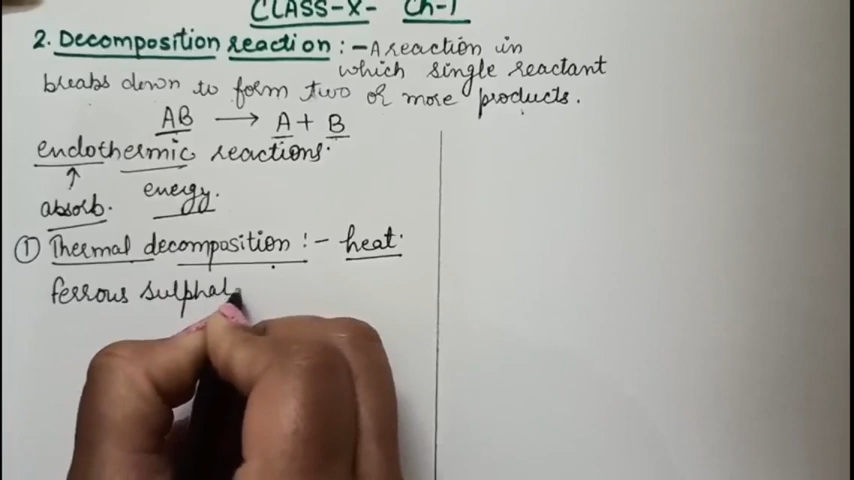 CLASS-X- Ch-1
2. Decomposition reaction :- A reaction in
which single reactant
breaks down to form two or more products.
AB → A + B
endothermic reactions.
↑
absorb. energy.
① Thermal decomposition :- heat.
ferrous sulphat